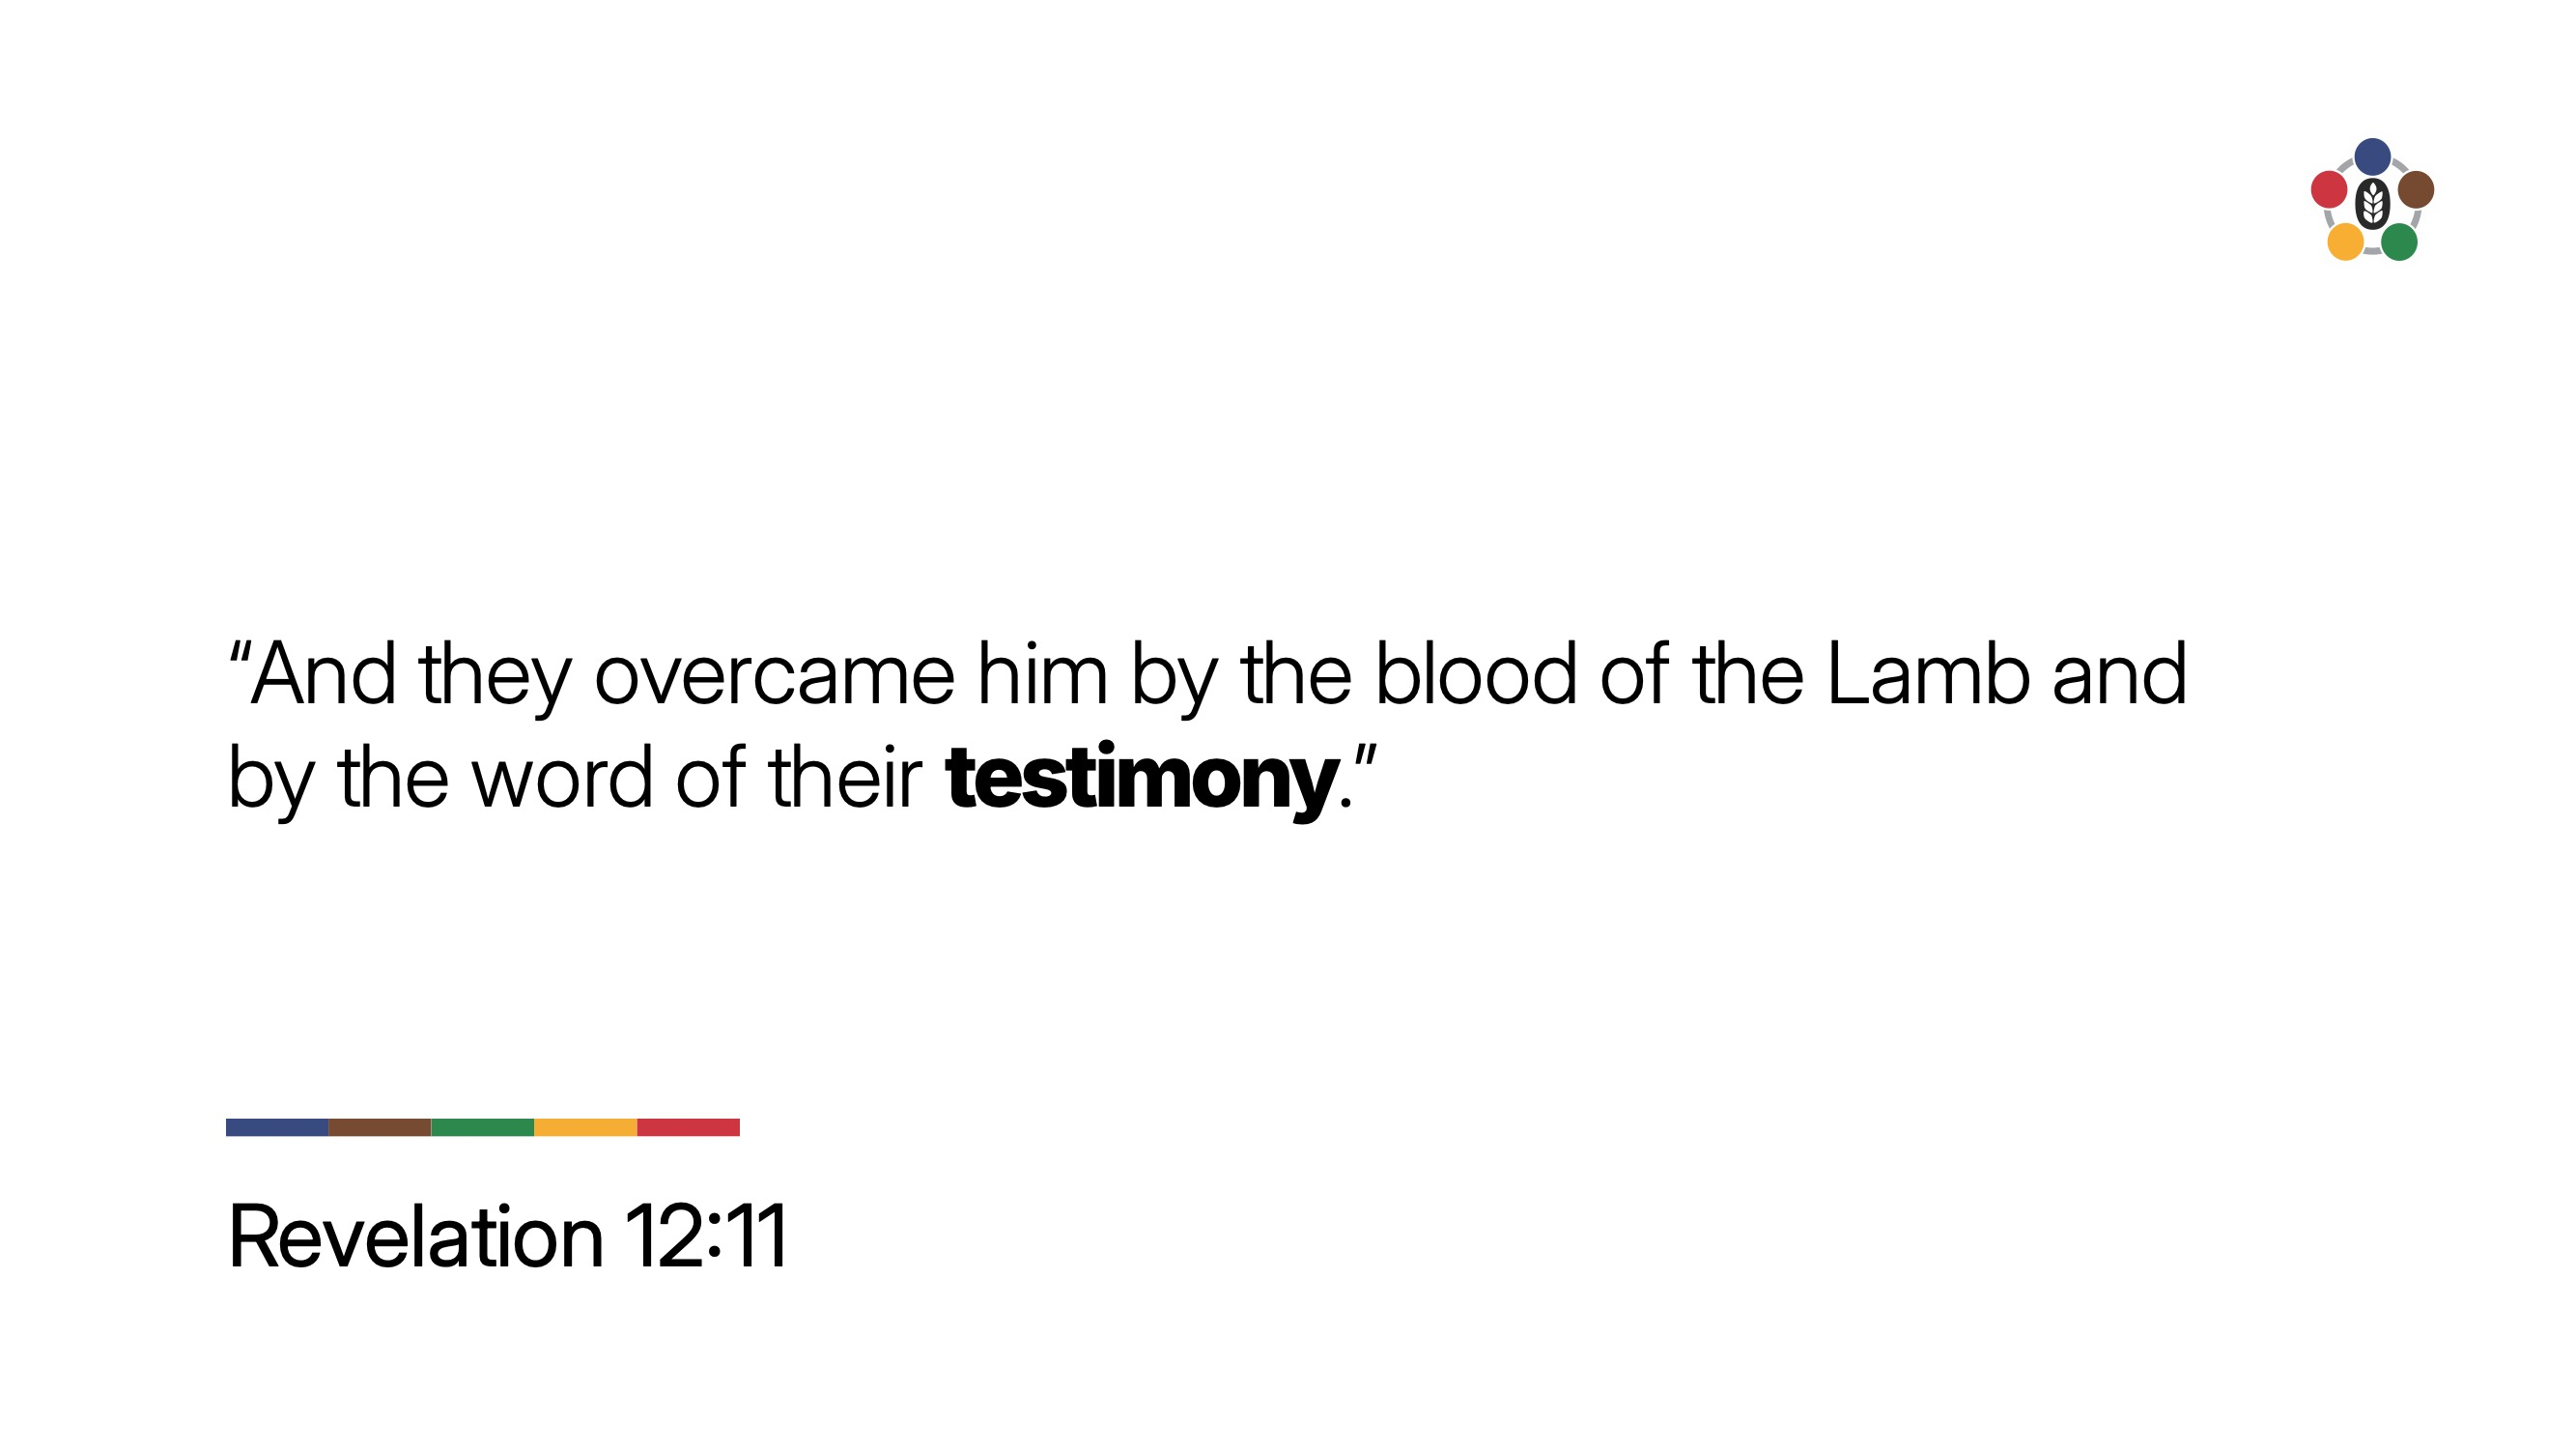 “And they overcame him by the blood of the Lamb and
by the word of their testimony.”
Revelation 12:11